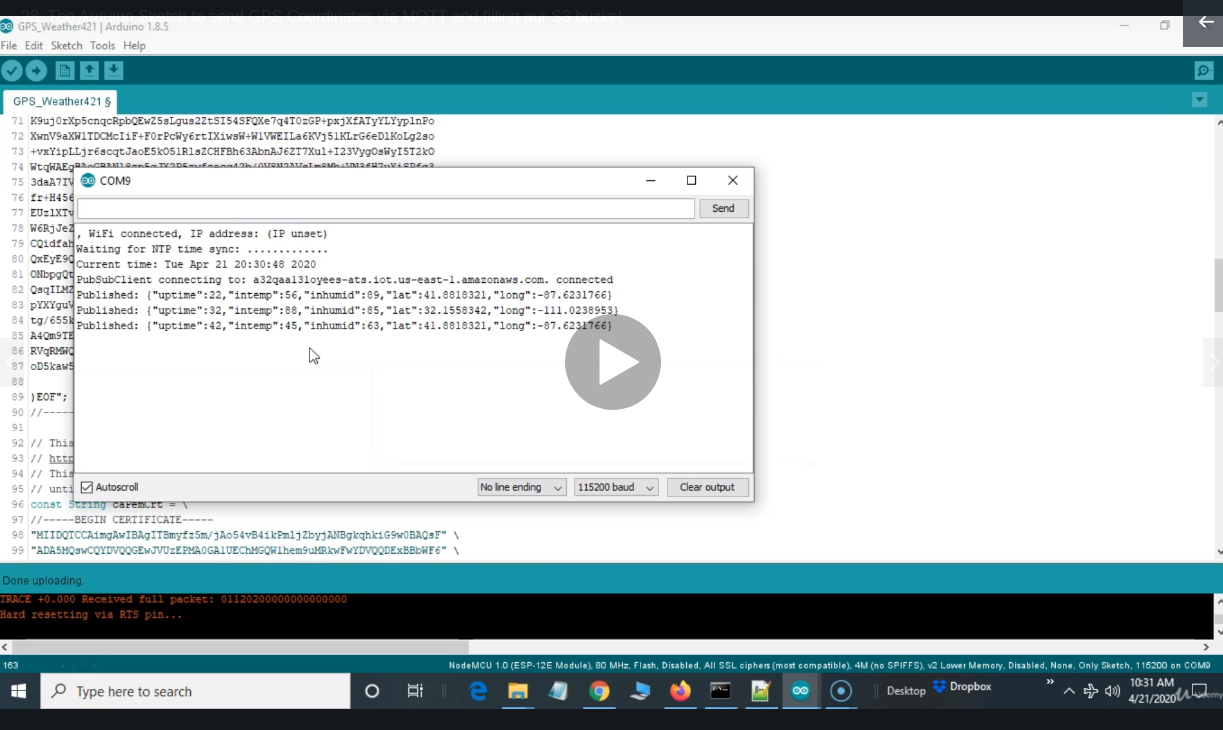 28. The Arduino Sketch to send GPS Coordinates via MQTT and filling our S3 bucket
GPS_Weather421 | Arduino 1.8.5
File Edit Sketch Tools Help
GPS_Weather421 §
71 K9uj0rXp5cnqcRpbQEwZ5sLgus2ZtSI54SFQXe7q4T0zGP+pxjXfATyYLYyplnPo
72 XwnV9aXWlTDCMcIiF+F0rPcWy6rtIXiwsW+WlVWEILa6KVj5lKLrG6eDlKoLg2so
73 +vxYipLLjr6scqtJaoE5kO5lRlsZCHFBh63AbnAJ6ZT7Xul+I23VygOsWyI5T2kO
74
75 3daA7IV
76 fr+H456
77 EUzlXTv
78 W6RjJeZ
79 CQidfah
80 QxEyE9Q
81 ONbpgQt
82 QsqILMZ
83 pYXYguV
84 tg/655k
85 A4Qm9TE
86 RVqRMWQ
87 oD5kaw5
88
89 )EOF";
90 //-----
91
92 // This
93 // http
94 // This
95 // unti
96 const String caPemCrt = \
97 //-----BEGIN CERTIFICATE-----
98 "MIIDQTCCAimgAwIBAgITBmyfz5m/jAo54vB4ikPmljZbyjANBgkqhkiG9w0BAQsF" \
99 "ADA5MQswCQYDVQQGEwJVUzEPMA0GA1UEChMGQW1hem9uMRkwFwYDVQQDExBBbWF6" \
COM9
Send
, WiFi connected, IP address: (IP unset)
Waiting for NTP time sync: .............
Current time: Tue Apr 21 20:30:48 2020
PubSubClient connecting to: a32qaal3loyees-ats.iot.us-east-1.amazonaws.com. connected
Published: {"uptime":22,"intemp":56,"inhumid":89,"lat":41.8818321,"long":-87.6231766}
Published: {"uptime":32,"intemp":88,"inhumid":85,"lat":32.1558342,"long":-111.0238953}
Published: {"uptime":42,"intemp":45,"inhumid":63,"lat":41.8818321,"long":-87.6231766}
Autoscroll No line ending 115200 baud Clear output
Done uploading.
TRACE +0.000 Received full packet: 01120200000000000000
Hard resetting via RTS pin...
163 NodeMCU 1.0 (ESP-12E Module), 80 MHz, Flash, Disabled, All SSL ciphers (most compatible), 4M (no SPIFFS), v2 Lower Memory, Disabled, None, Only Sketch, 115200 on COM9
Type here to search
Desktop
Dropbox
10:31 AM
4/21/2020
Udemy